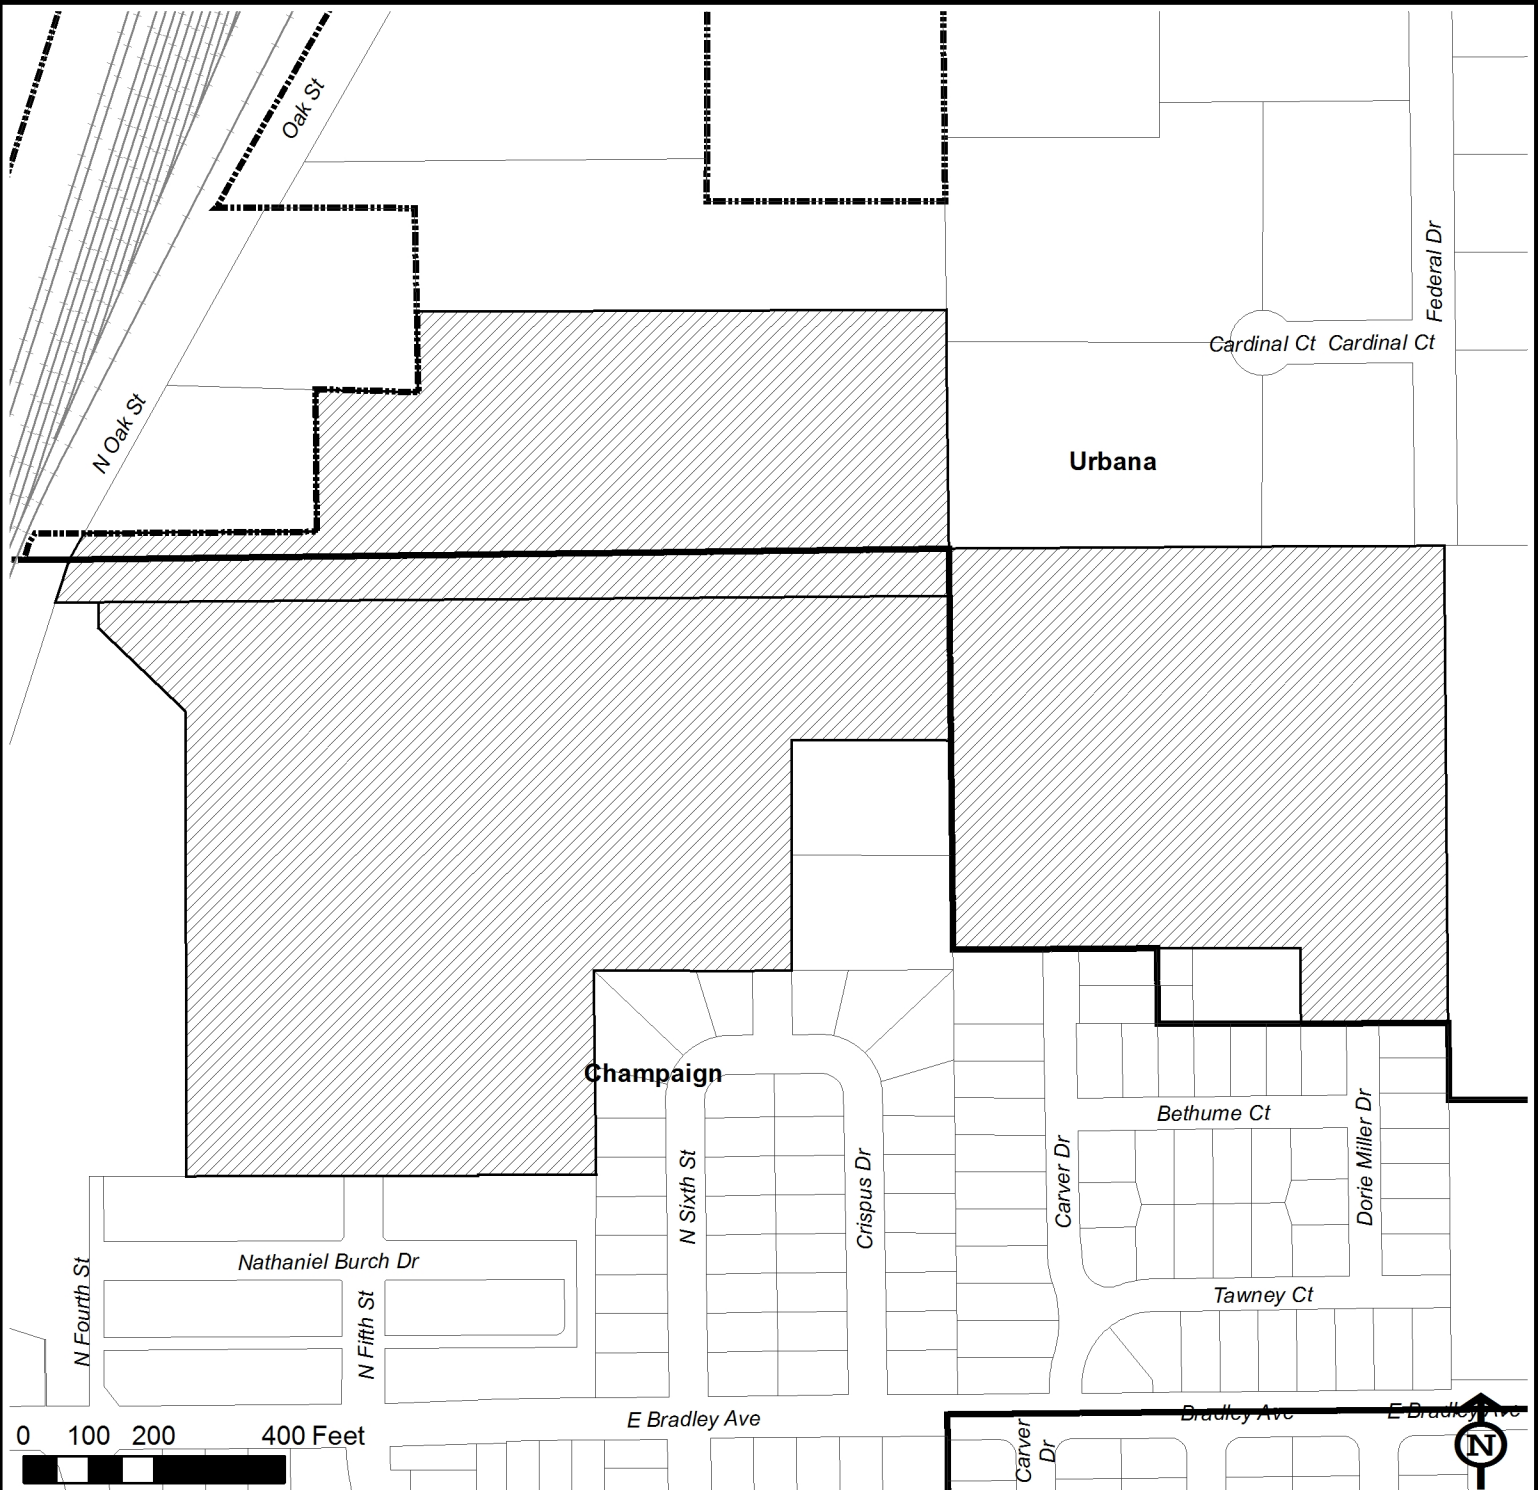 Oak St
Federal Dr
Cardinal Ct Cardinal Ct
N Oak St
Urbana
Champaign
Bethume Ct
Dorie Miller Dr
Carver Dr
N Sixth St
Crispus Dr
Nathaniel Burch Dr
N Fourth St
N Fifth St
Tawney Ct
E Bradley Ave
Bradley Ave
E Bradley Ave
Carver
Dr
0 100 200 400 Feet
N